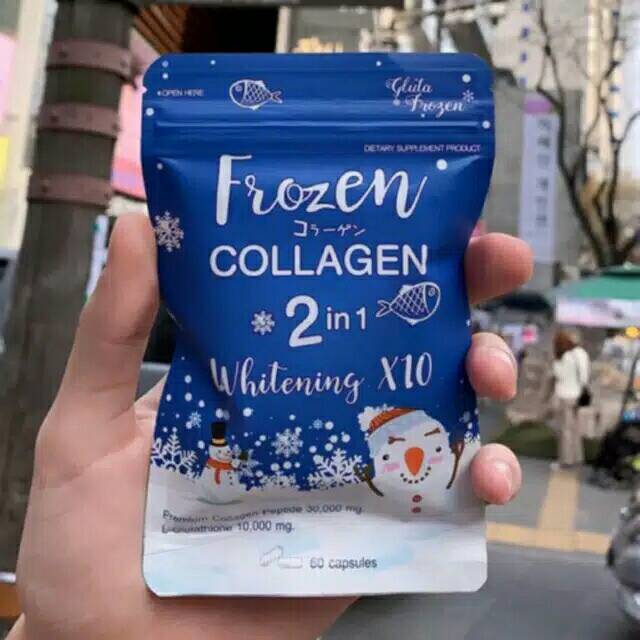 OPEN HERE
Gluta
Frozen
DIETARY SUPPLEMENT PRODUCT
Frozen
コラーゲン
COLLAGEN
2 in 1
Whitening X10
Premium Collagen Peptide 30,000 mg.
L-Glutathione 10,000 mg.
60 capsules